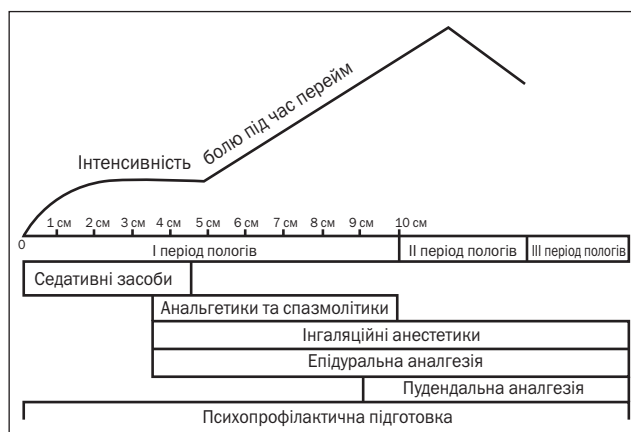 Інтенсивність болю під час перейм
0 1 см 2 см 3 см 4 см 5 см 6 см 7 см 8 см 9 см 10 см
І період пологів ІІ період пологів ІІІ період пологів
Седативні засоби
Анальгетики та спазмолітики
Інгаляційні анестетики
Епідуральна аналгезія
Пудендальна аналгезія
Психопрофілактична підготовка